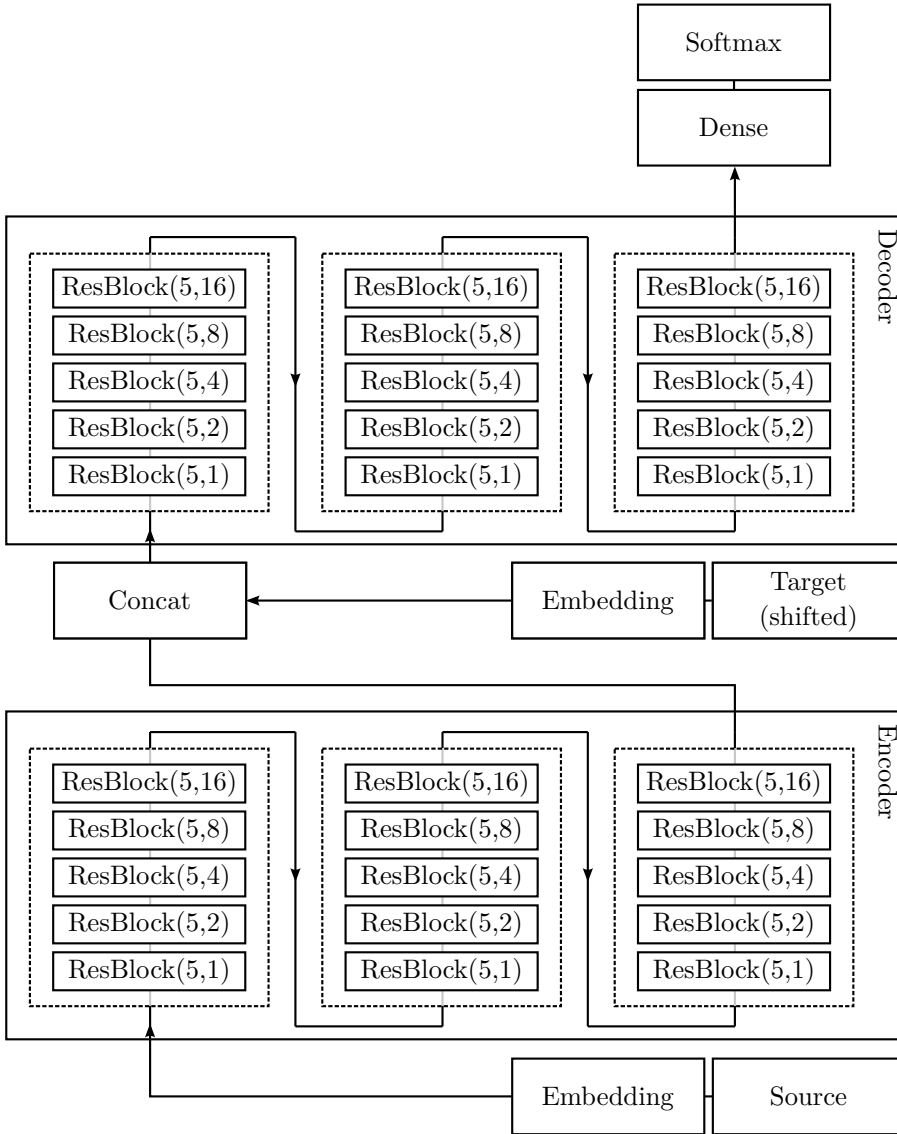 Softmax
Dense
Decoder
ResBlock(5,16)
ResBlock(5,8)
ResBlock(5,4)
ResBlock(5,2)
ResBlock(5,1)
ResBlock(5,16)
ResBlock(5,8)
ResBlock(5,4)
ResBlock(5,2)
ResBlock(5,1)
ResBlock(5,16)
ResBlock(5,8)
ResBlock(5,4)
ResBlock(5,2)
ResBlock(5,1)
Concat
Embedding
Target
(shifted)
Encoder
ResBlock(5,16)
ResBlock(5,8)
ResBlock(5,4)
ResBlock(5,2)
ResBlock(5,1)
ResBlock(5,16)
ResBlock(5,8)
ResBlock(5,4)
ResBlock(5,2)
ResBlock(5,1)
ResBlock(5,16)
ResBlock(5,8)
ResBlock(5,4)
ResBlock(5,2)
ResBlock(5,1)
Embedding
Source